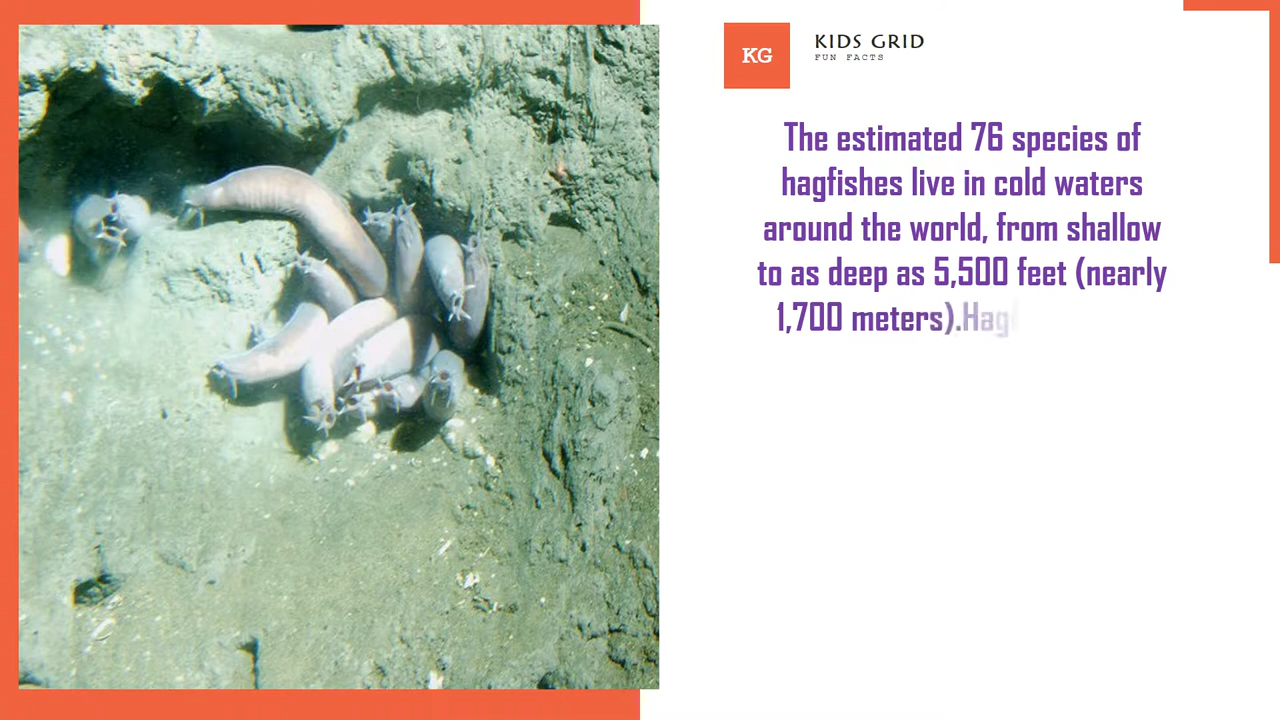 KG
KIDS GRID
FUN FACTS
The estimated 76 species of
hagfishes live in cold waters
around the world, from shallow
to as deep as 5,500 feet (nearly
1,700 meters).Hag